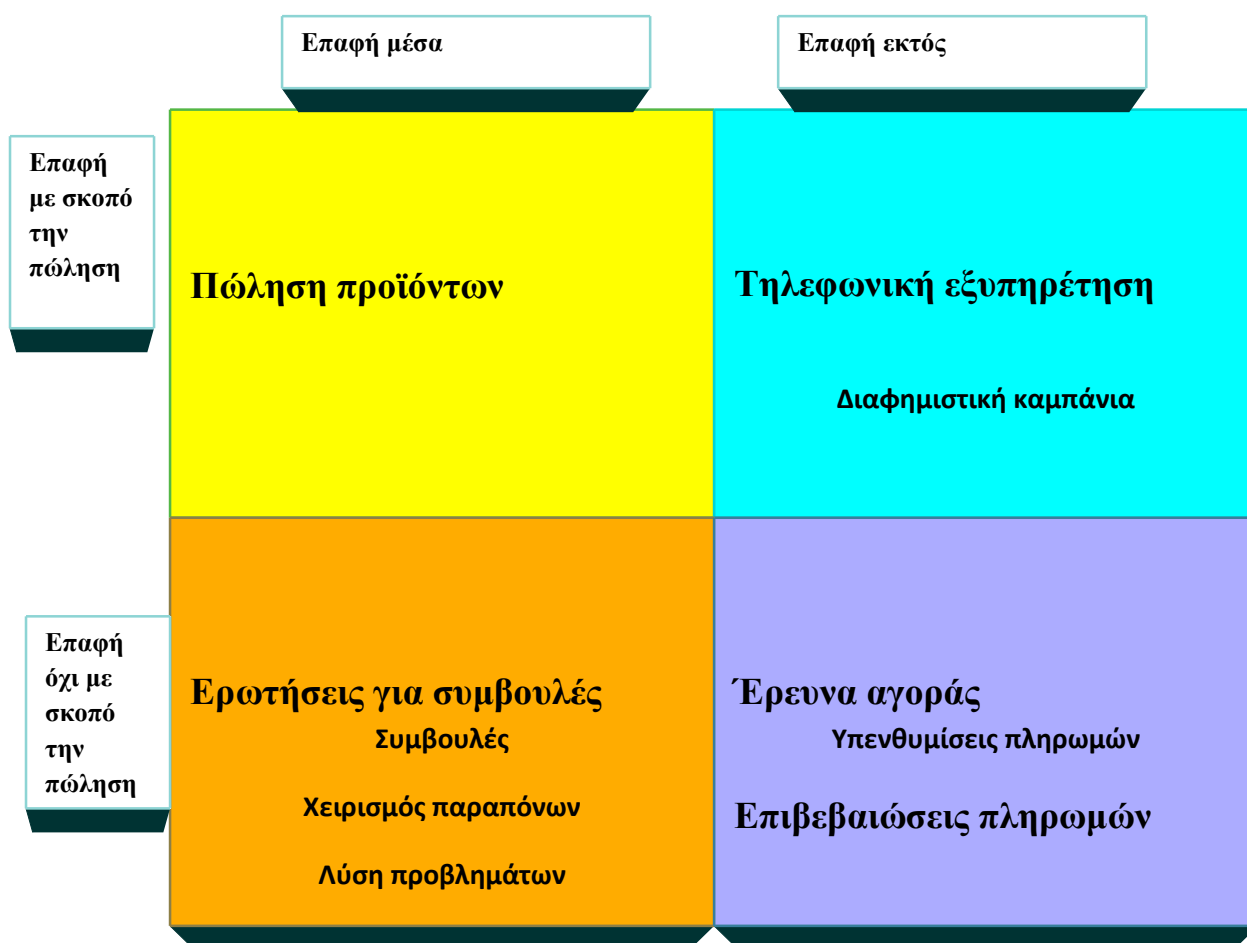 Επαφή μέσα
Επαφή εκτός
Επαφή
με σκοπό
την
πώληση
Πώληση προϊόντων
Τηλεφωνική εξυπηρέτηση
Διαφημιστική καμπάνια
Επαφή
όχι με
σκοπό
την
πώληση
Ερωτήσεις για συμβουλές
Συμβουλές
Χειρισμός παραπόνων
Λύση προβλημάτων
Έρευνα αγοράς
Υπενθυμίσεις πληρωμών
Επιβεβαιώσεις πληρωμών